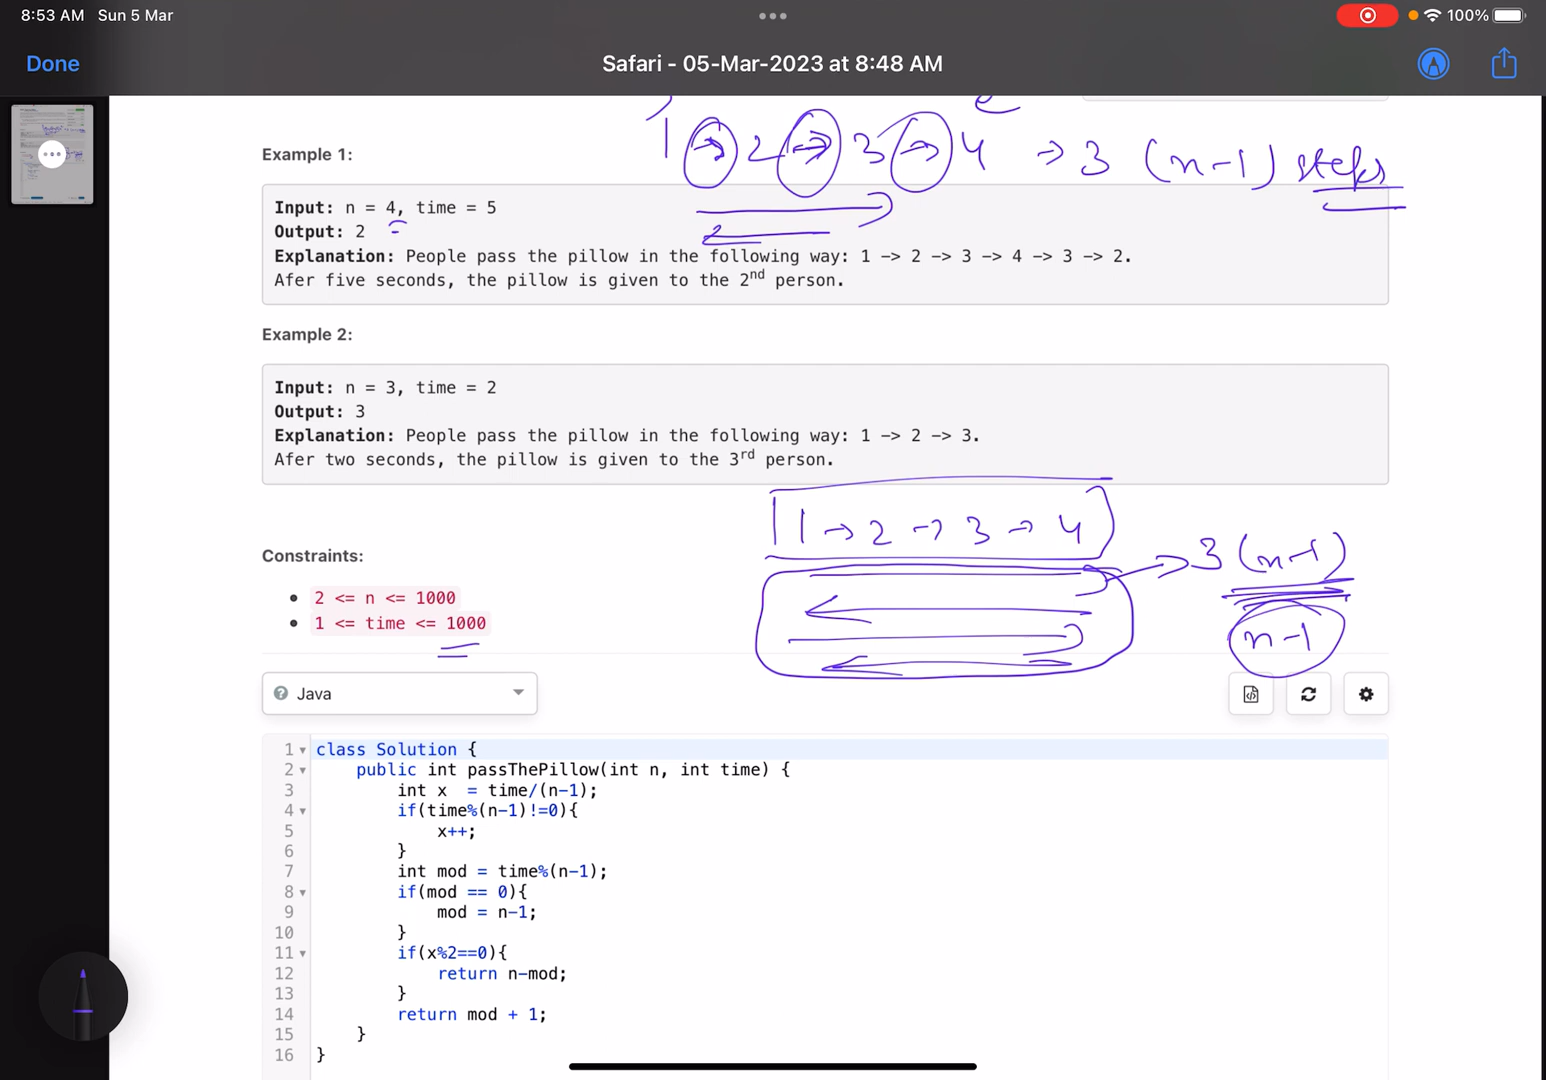 8:53 AM Sun 5 Mar
100%
Done
Safari - 05-Mar-2023 at 8:48 AM
1 → 2 → 3 → 4 → 3 (n-1) steps
Example 1:
Input: n = 4, time = 5
Output: 2
Explanation: People pass the pillow in the following way: 1 -> 2 -> 3 -> 4 -> 3 -> 2.
Afer five seconds, the pillow is given to the 2nd person.
Example 2:
Input: n = 3, time = 2
Output: 3
Explanation: People pass the pillow in the following way: 1 -> 2 -> 3.
Afer two seconds, the pillow is given to the 3rd person.
1 → 2 → 3 → 4
→ 3 (n-1)
n-1
Constraints:
2 <= n <= 1000
1 <= time <= 1000
Java
1 class Solution {
2 public int passThePillow(int n, int time) {
3 int x  = time/(n-1);
4 if(time%(n-1)!=0){
5 x++;
6 }
7 int mod = time%(n-1);
8 if(mod == 0){
9 mod = n-1;
10 }
11 if(x%2==0){
12 return n-mod;
13 }
14 return mod + 1;
15 }
16 }